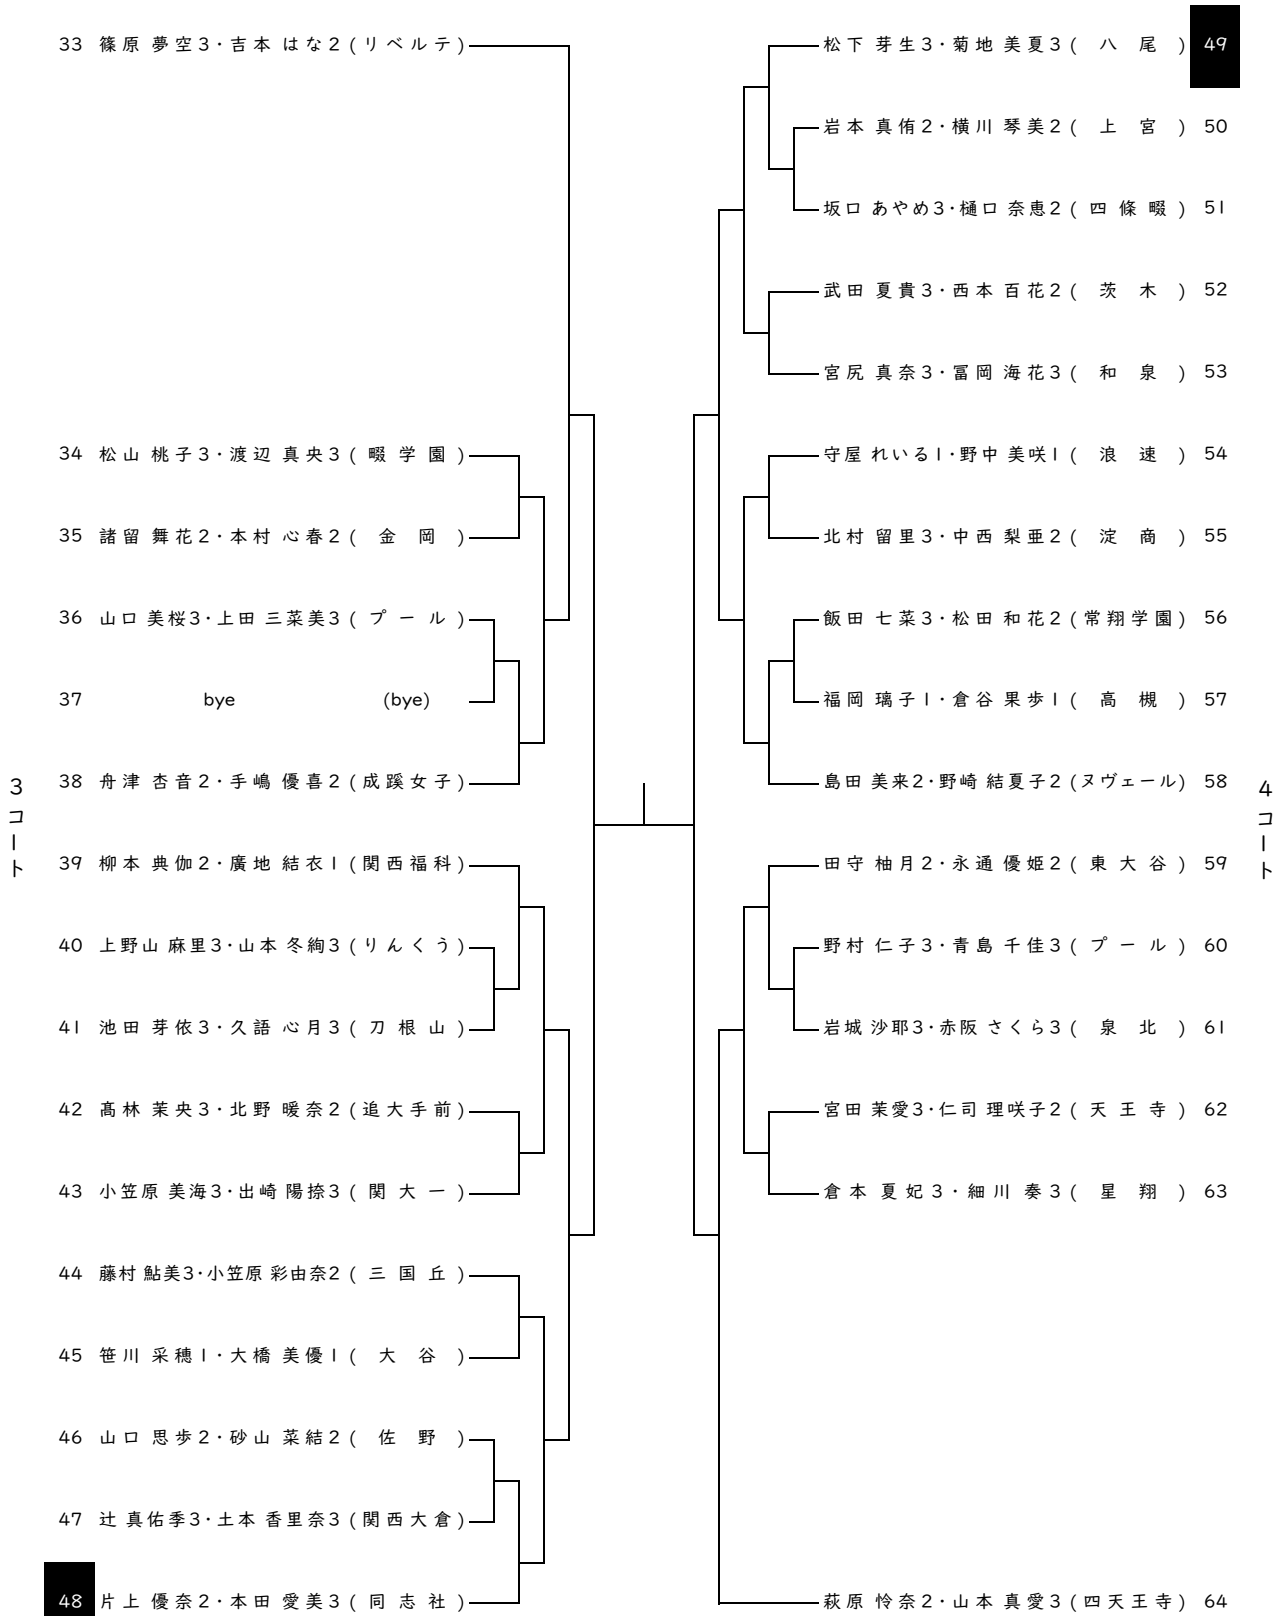 33 篠原 夢空3・吉本 はな2 (リベルテ)
34 松山 桃子3・渡辺 真央3 (畷学園)
35 諸留 舞花2・本村 心春2 (金岡)
36 山口 美桜3・上田 三菜美3 (プール)
37 bye (bye)
38 舟津 杏音2・手嶋 優喜2 (成蹊女子)
39 柳本 典伽2・廣地 結衣1 (関西福科)
40 上野山 麻里3・山本 冬絢3 (りんくう)
41 池田 芽依3・久語 心月3 (刀根山)
42 髙林 茉央3・北野 暖奈2 (追大手前)
43 小笠原 美海3・出崎 陽捺3 (関大一)
44 藤村 鮎美3・小笠原 彩由奈2 (三国丘)
45 笹川 采穂1・大橋 美優1 (大谷)
46 山口 思歩2・砂山 菜結2 (佐野)
47 辻 真佑季3・土本 香里奈3 (関西大倉)
48 片上 優奈2・本田 愛美3 (同志社)
3コート
松下 芽生3・菊地 美夏3 (八尾) 49
岩本 真侑2・横川 琴美2 (上宮) 50
坂口 あやめ3・樋口 奈恵2 (四條畷) 51
武田 夏貴3・西本 百花2 (茨木) 52
宮尻 真奈3・冨岡 海花3 (和泉) 53
守屋 れいる1・野中 美咲1 (浪速) 54
北村 留里3・中西 梨亜2 (淀商) 55
飯田 七菜3・松田 和花2 (常翔学園) 56
福岡 璃子1・倉谷 果歩1 (高槻) 57
島田 美来2・野崎 結夏子2 (ヌヴェール) 58
田守 柚月2・永通 優姫2 (東大谷) 59
野村 仁子3・青島 千佳3 (プール) 60
岩城 沙耶3・赤阪 さくら3 (泉北) 61
宮田 茉愛3・仁司 理咲子2 (天王寺) 62
倉本 夏妃3・細川 奏3 (星翔) 63
萩原 怜奈2・山本 真愛3 (四天王寺) 64
4コート